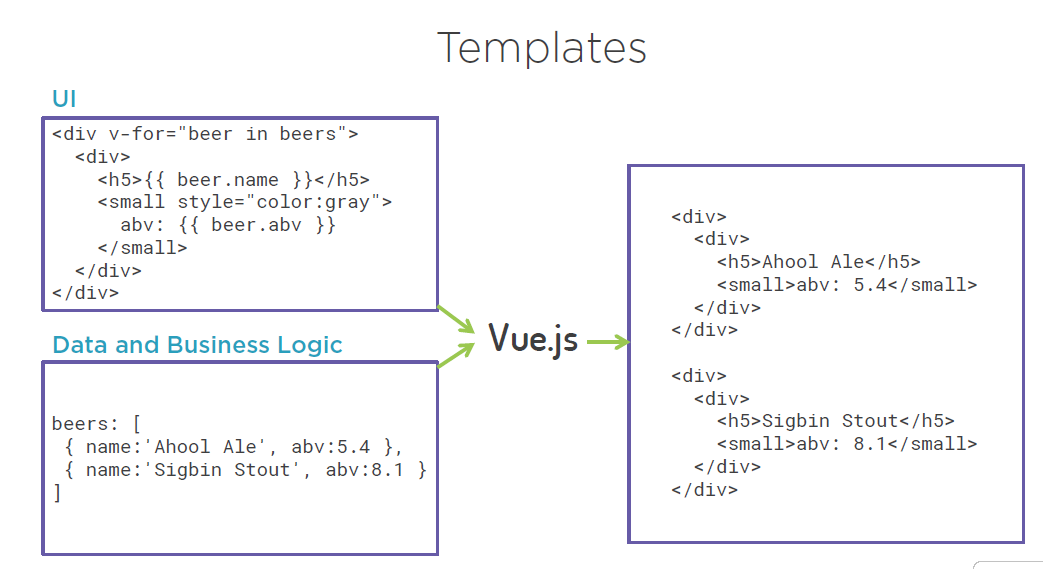 Templates
UI
<div v-for="beer in beers">
  <div>
    <h5>{{ beer.name }}</h5>
    <small style="color:gray">
      abv: {{ beer.abv }}
    </small>
  </div>
</div>
Data and Business Logic
beers: [
 { name:'Ahool Ale', abv:5.4 },
 { name:'Sigbin Stout', abv:8.1 }
]
Vue.js
<div>
  <div>
    <h5>Ahool Ale</h5>
    <small>abv: 5.4</small>
  </div>
</div>
<div>
  <div>
    <h5>Sigbin Stout</h5>
    <small>abv: 8.1</small>
  </div>
</div>